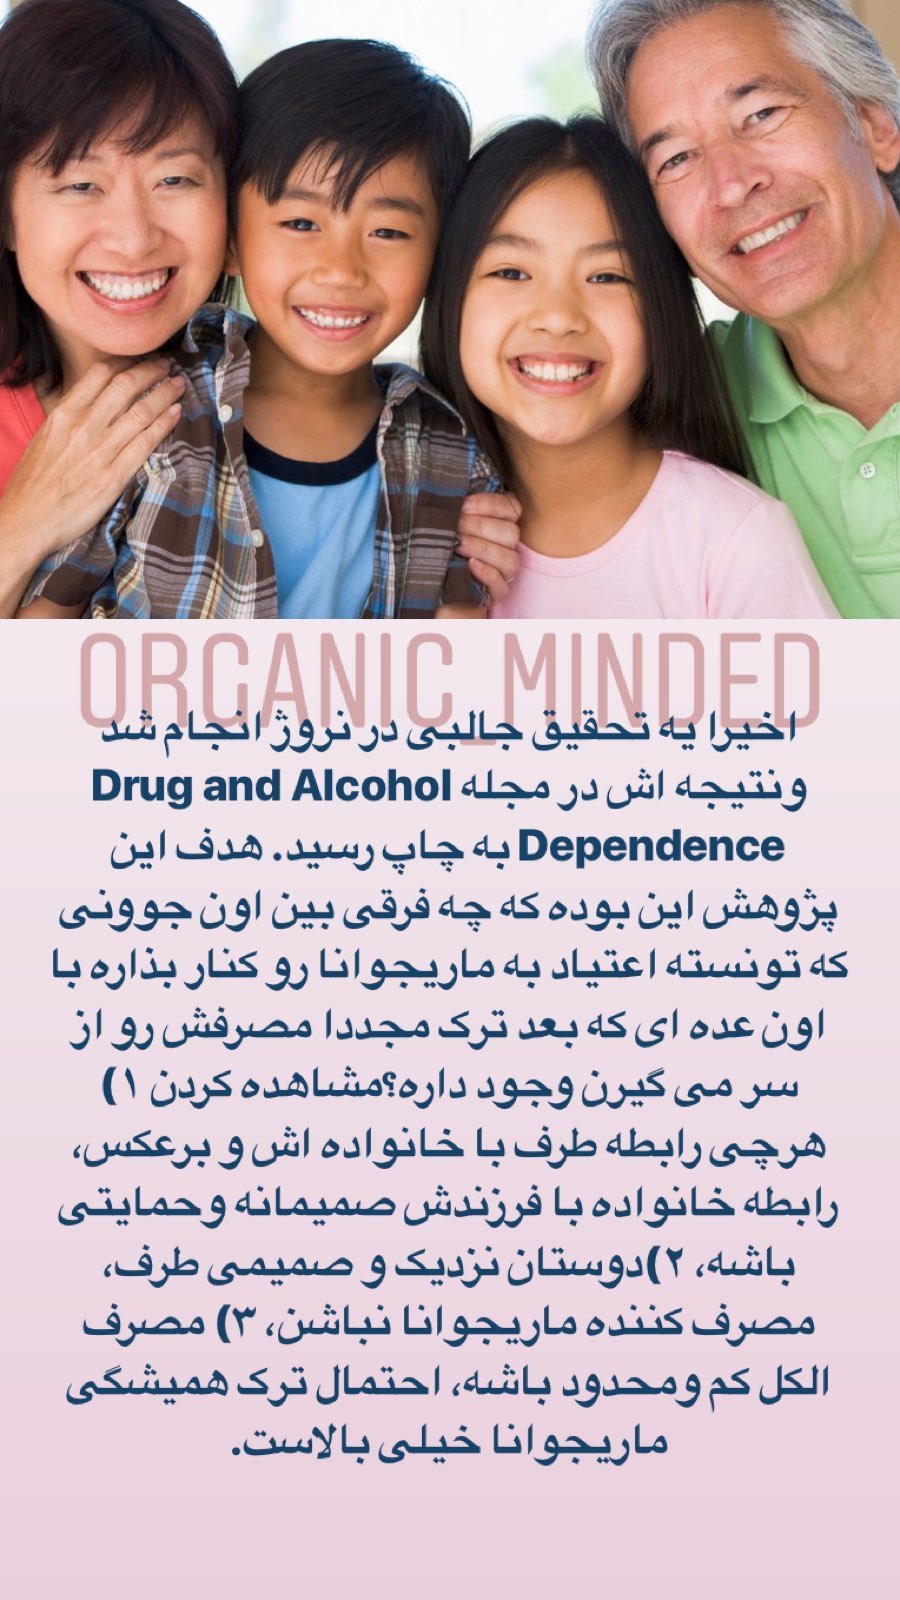 ORGANIC_MINDED
اخیرا یه تحقیق جالبی در نروژ انجام شد
ونتیجه اش در مجله Drug and Alcohol
Dependence به چاپ رسید. هدف این
پژوهش این بوده که چه فرقی بین اون جوونی
که تونسته اعتیاد به ماریجوانا رو کنار بذاره با
اون عده ای که بعد ترک مجددا مصرفش رو از
سر می گیرن وجود داره؟مشاهده کردن ۱)
هرچی رابطه طرف با خانواده اش و برعکس،
رابطه خانواده با فرزندش صمیمانه وحمایتی
باشه، ۲)دوستان نزدیک و صمیمی طرف،
مصرف کننده ماریجوانا نباشن، ۳) مصرف
الکل کم ومحدود باشه، احتمال ترک همیشگی
ماریجوانا خیلی بالاست.